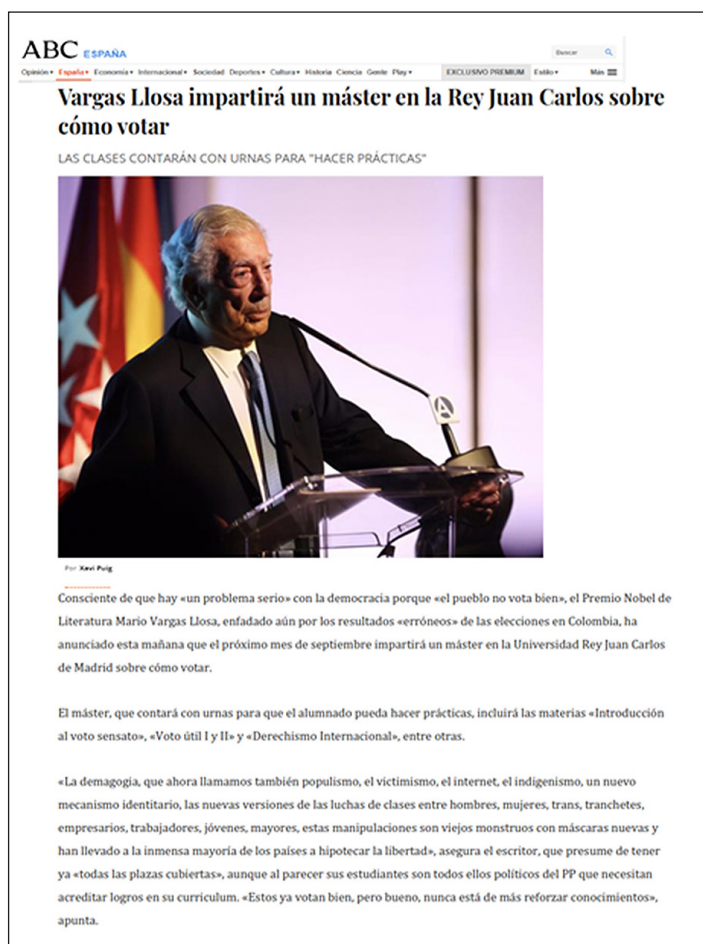 ABC ESPAÑA
Buscar
Opinión España Economía Internacional Sociedad Deportes Cultura Historia Ciencia Gente Play EXCLUSIVO PREMIUM Estilo Más
Vargas Llosa impartirá un máster en la Rey Juan Carlos sobre
cómo votar
LAS CLASES CONTARÁN CON URNAS PARA "HACER PRÁCTICAS"
A
Por Xavi Puig
Consciente de que hay «un problema serio» con la democracia porque «el pueblo no vota bien», el Premio Nobel de
Literatura Mario Vargas Llosa, enfadado aún por los resultados «erróneos» de las elecciones en Colombia, ha
anunciado esta mañana que el próximo mes de septiembre impartirá un máster en la Universidad Rey Juan Carlos
de Madrid sobre cómo votar.
El máster, que contará con urnas para que el alumnado pueda hacer prácticas, incluirá las materias «Introducción
al voto sensato», «Voto útil I y II» y «Derechismo Internacional», entre otras.
«La demagogia, que ahora llamamos también populismo, el victimismo, el internet, el indigenismo, un nuevo
mecanismo identitario, las nuevas versiones de las luchas de clases entre hombres, mujeres, trans, tranchetes,
empresarios, trabajadores, jóvenes, mayores, estas manipulaciones son viejos monstruos con máscaras nuevas y
han llevado a la inmensa mayoría de los países a hipotecar la libertad», asegura el escritor, que presume de tener
ya «todas las plazas cubiertas», aunque al parecer sus estudiantes son todos ellos políticos del PP que necesitan
acreditar logros en su curriculum. «Estos ya votan bien, pero bueno, nunca está de más reforzar conocimientos»,
apunta.